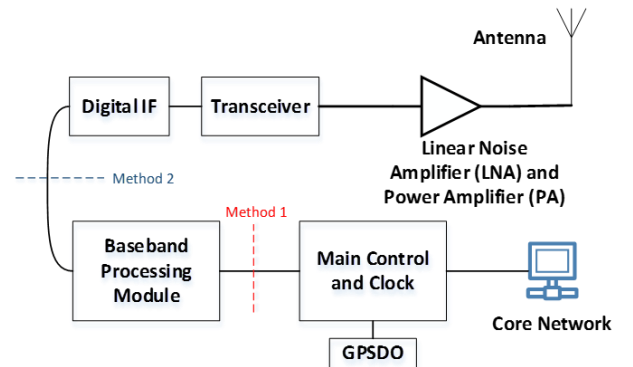 Antenna
Digital IF
Transceiver
Linear Noise
Amplifier (LNA) and
Power Amplifier (PA)
Method 2
Method 1
Baseband
Processing
Module
Main Control
and Clock
Core Network
GPSDO